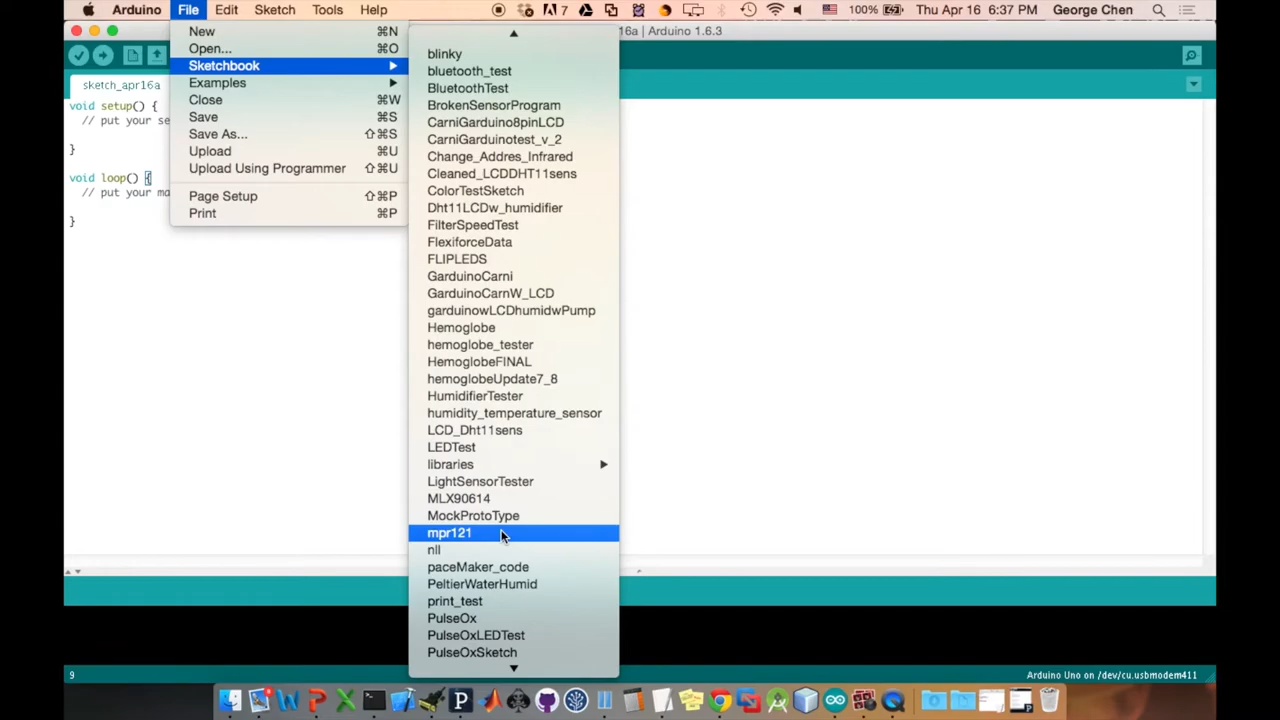 Arduino File Edit Sketch Tools Help 7 100% Thu Apr 16 6:37 PM George Chen
16a | Arduino 1.6.3
New ⌘N
Open... ⌘O
Sketchbook
Examples
Close ⌘W
Save ⌘S
Save As... ⇧⌘S
Upload ⌘U
Upload Using Programmer ⇧⌘U
Page Setup ⇧⌘P
Print ⌘P
blinky
bluetooth_test
BluetoothTest
BrokenSensorProgram
CarniGarduino8pinLCD
CarniGarduinotest_v_2
Change_Addres_Infrared
Cleaned_LCDDHT11sens
ColorTestSketch
Dht11LCDw_humidifier
FilterSpeedTest
FlexiforceData
FLIPLEDS
GarduinoCarni
GarduinoCarnW_LCD
garduinowLCDhumidwPump
Hemoglobe
hemoglobe_tester
HemoglobeFINAL
hemoglobeUpdate7_8
HumidifierTester
humidity_temperature_sensor
LCD_Dht11sens
LEDTest
libraries
LightSensorTester
MLX90614
MockProtoType
mpr121
nll
paceMaker_code
PeltierWaterHumid
print_test
PulseOx
PulseOxLEDTest
PulseOxSketch
sketch_apr16a
void setup() {
// put your se
}
void loop() {
// put your ma
}
9 Arduino Uno on /dev/cu.usbmodem411